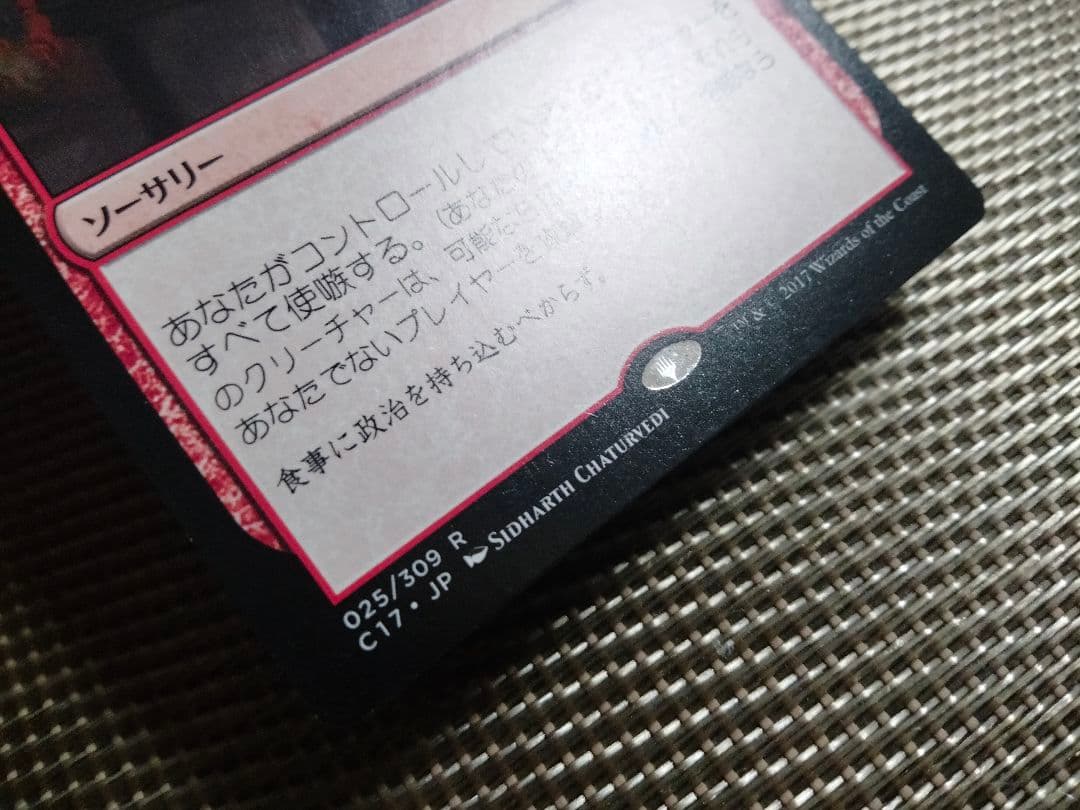 ソーサリー
あなたがコントロールして
すべて使嗾する。(あなたが
のクリーチャーは、可能な
あなたでないプレイヤーを攻撃
食事に政治を持ち込むべからず。
025/309 R
C17・JP SIDHARTH CHATURVEDI
™ & © 2017 Wizards of the Coast